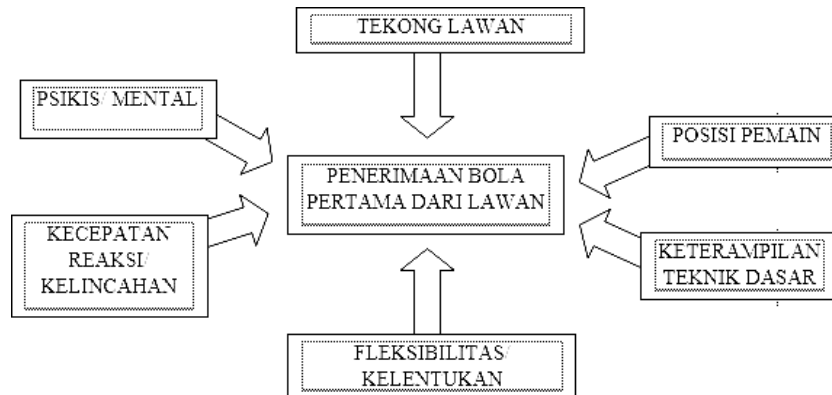 TEKONG LAWAN
PSIKIS/ MENTAL
POSISI PEMAIN
PENERIMAAN BOLA
PERTAMA DARI LAWAN
KECEPATAN
REAKSI/
KELINCAHAN
KETERAMPILAN
TEKNIK DASAR
FLEKSIBILITAS/
KELENTUKAN